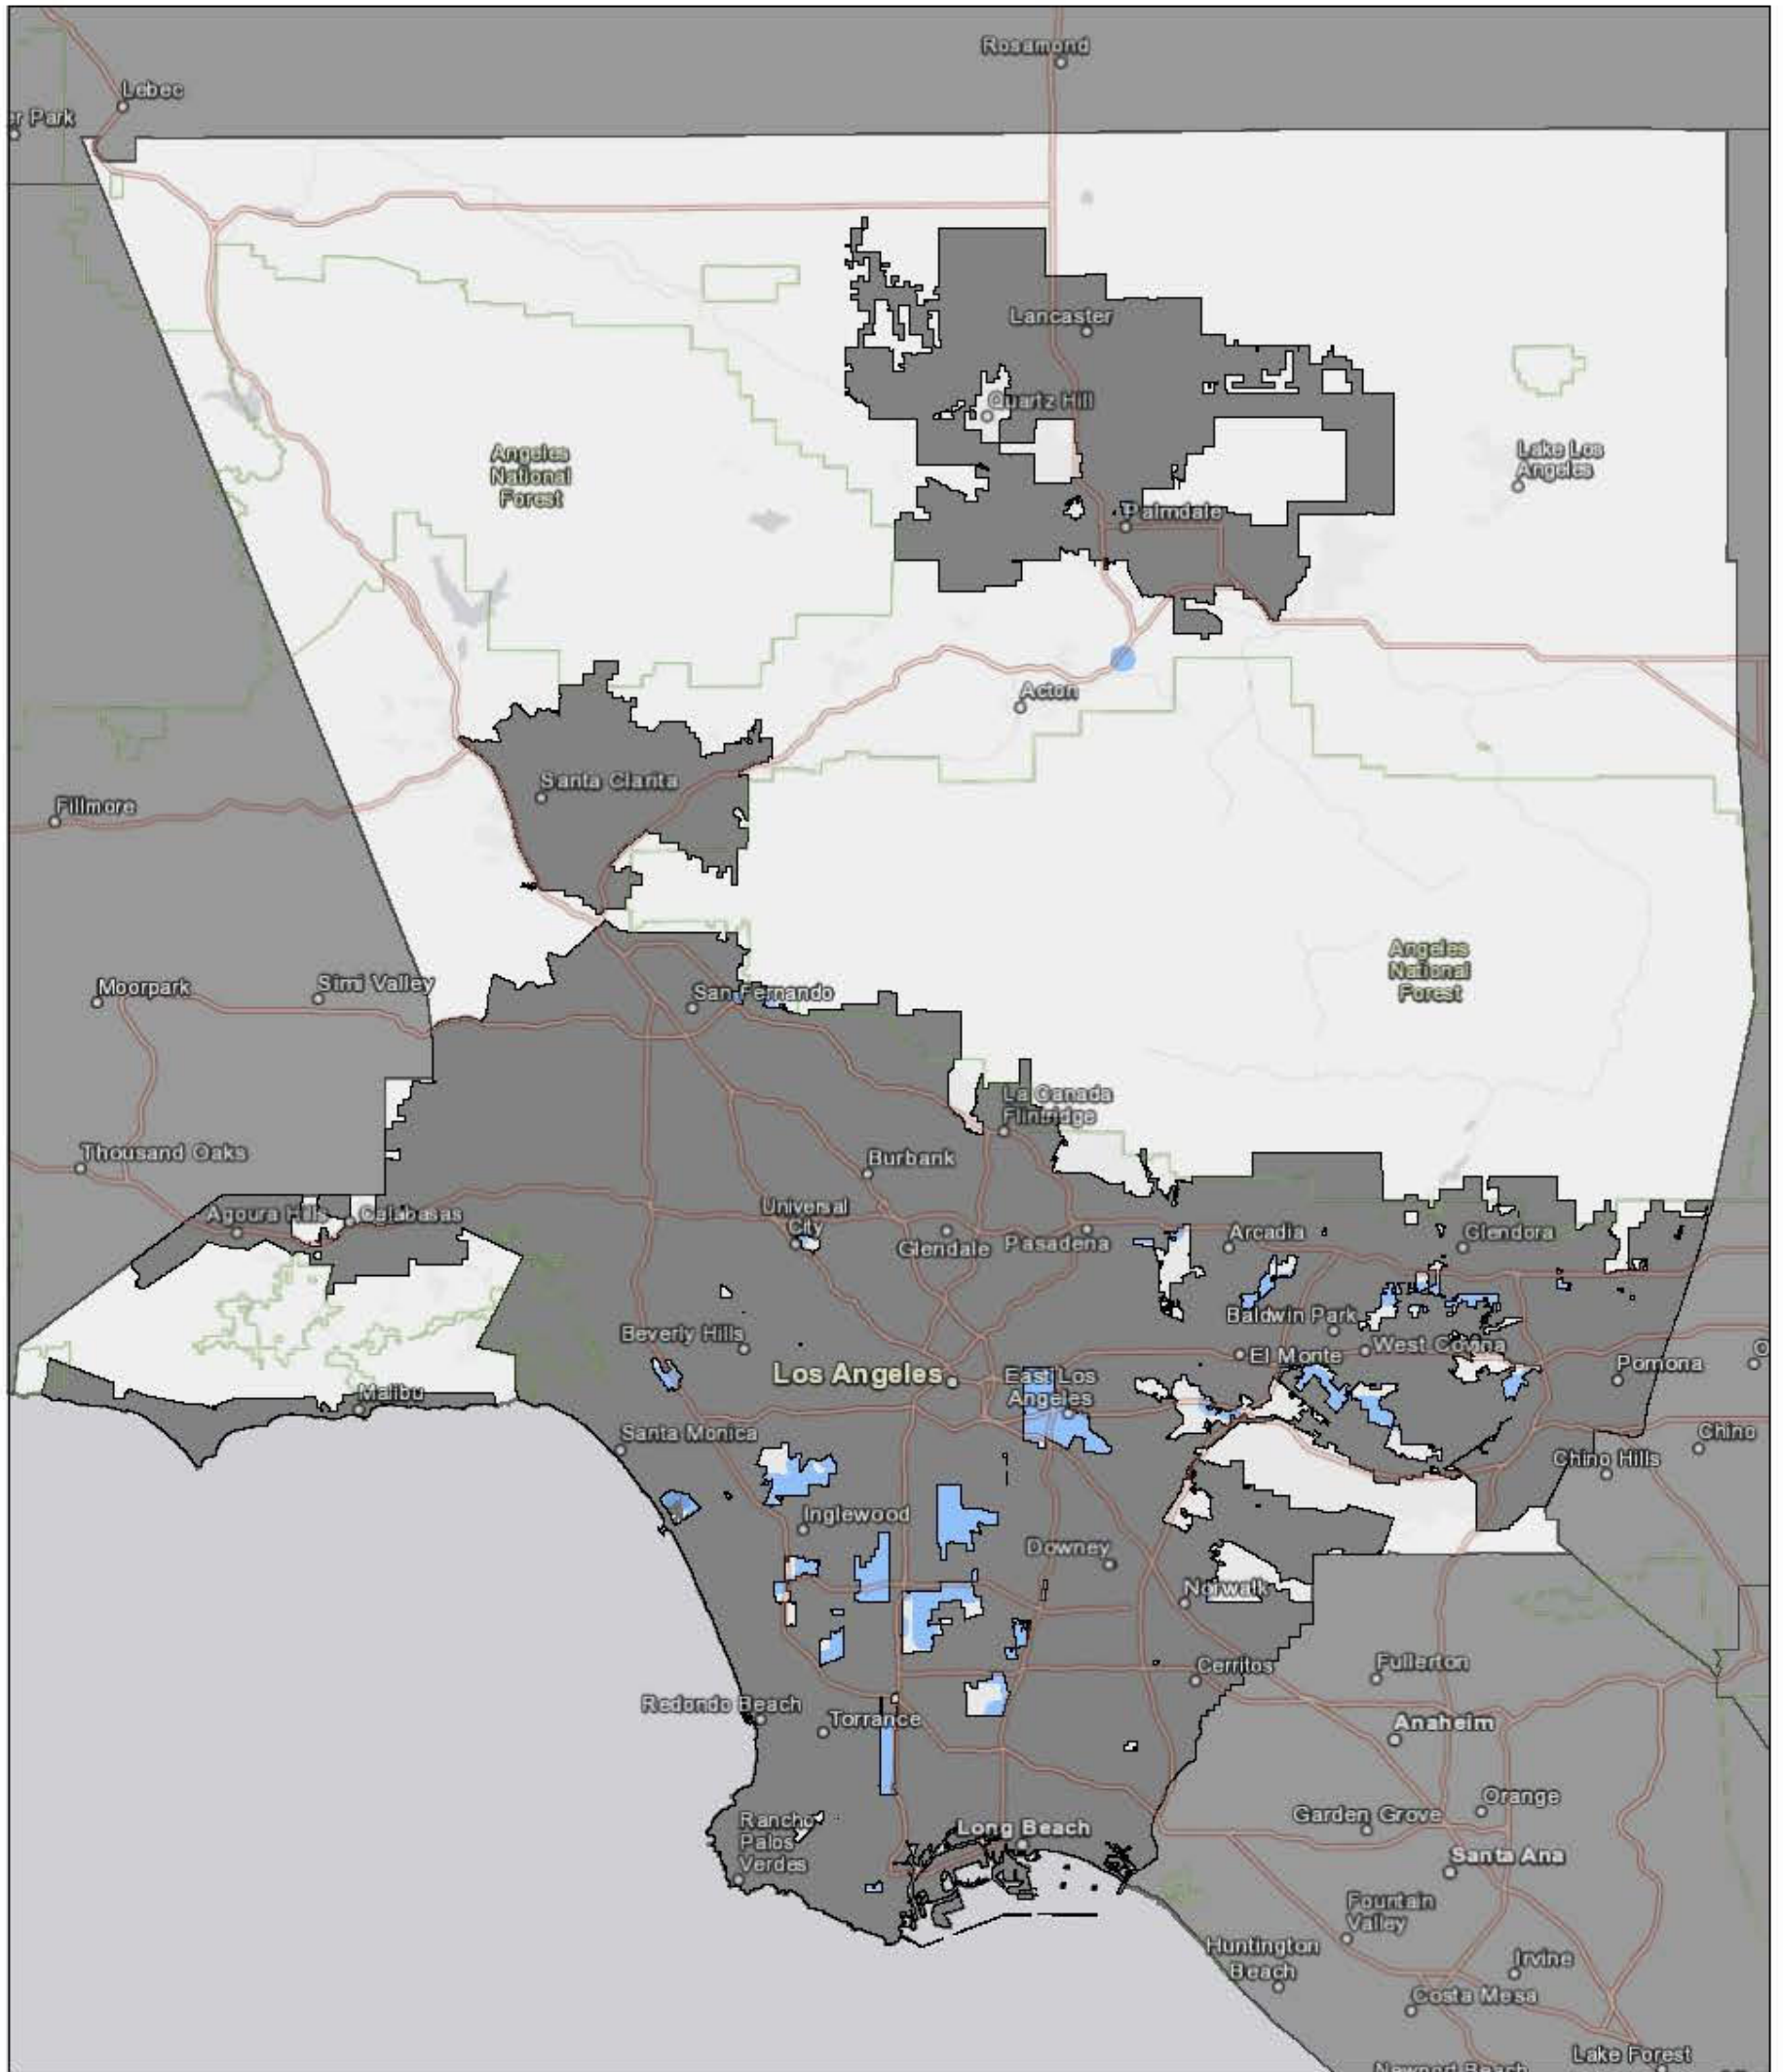 Rosamond
Lebec
er Park
Lancaster
Quartz Hill
Lake Los
Angeles
Angeles
National
Forest
Palmdale
Acton
Santa Clarita
Fillmore
Angeles
National
Forest
Moorpark
Simi Valley
San Fernando
La Canada
Flintridge
Thousand Oaks
Burbank
Agoura Hills
Calabasas
Universal
City
Glendale
Pasadena
Arcadia
Glendora
Baldwin Park
Beverly Hills
El Monte
West Covina
O
Pomona
Los Angeles
East Los
Angeles
Malibu
Santa Monica
Chino
Chino Hills
Inglewood
Downey
Norwalk
Cerritos
Fullerton
Redondo Beach
Torrance
Anaheim
Rancho
Palos
Verdes
Long Beach
Garden Grove
Orange
Santa Ana
Fountain
Valley
Huntington
Beach
Irvine
Costa Mesa
Lake Forest
Newport Beach